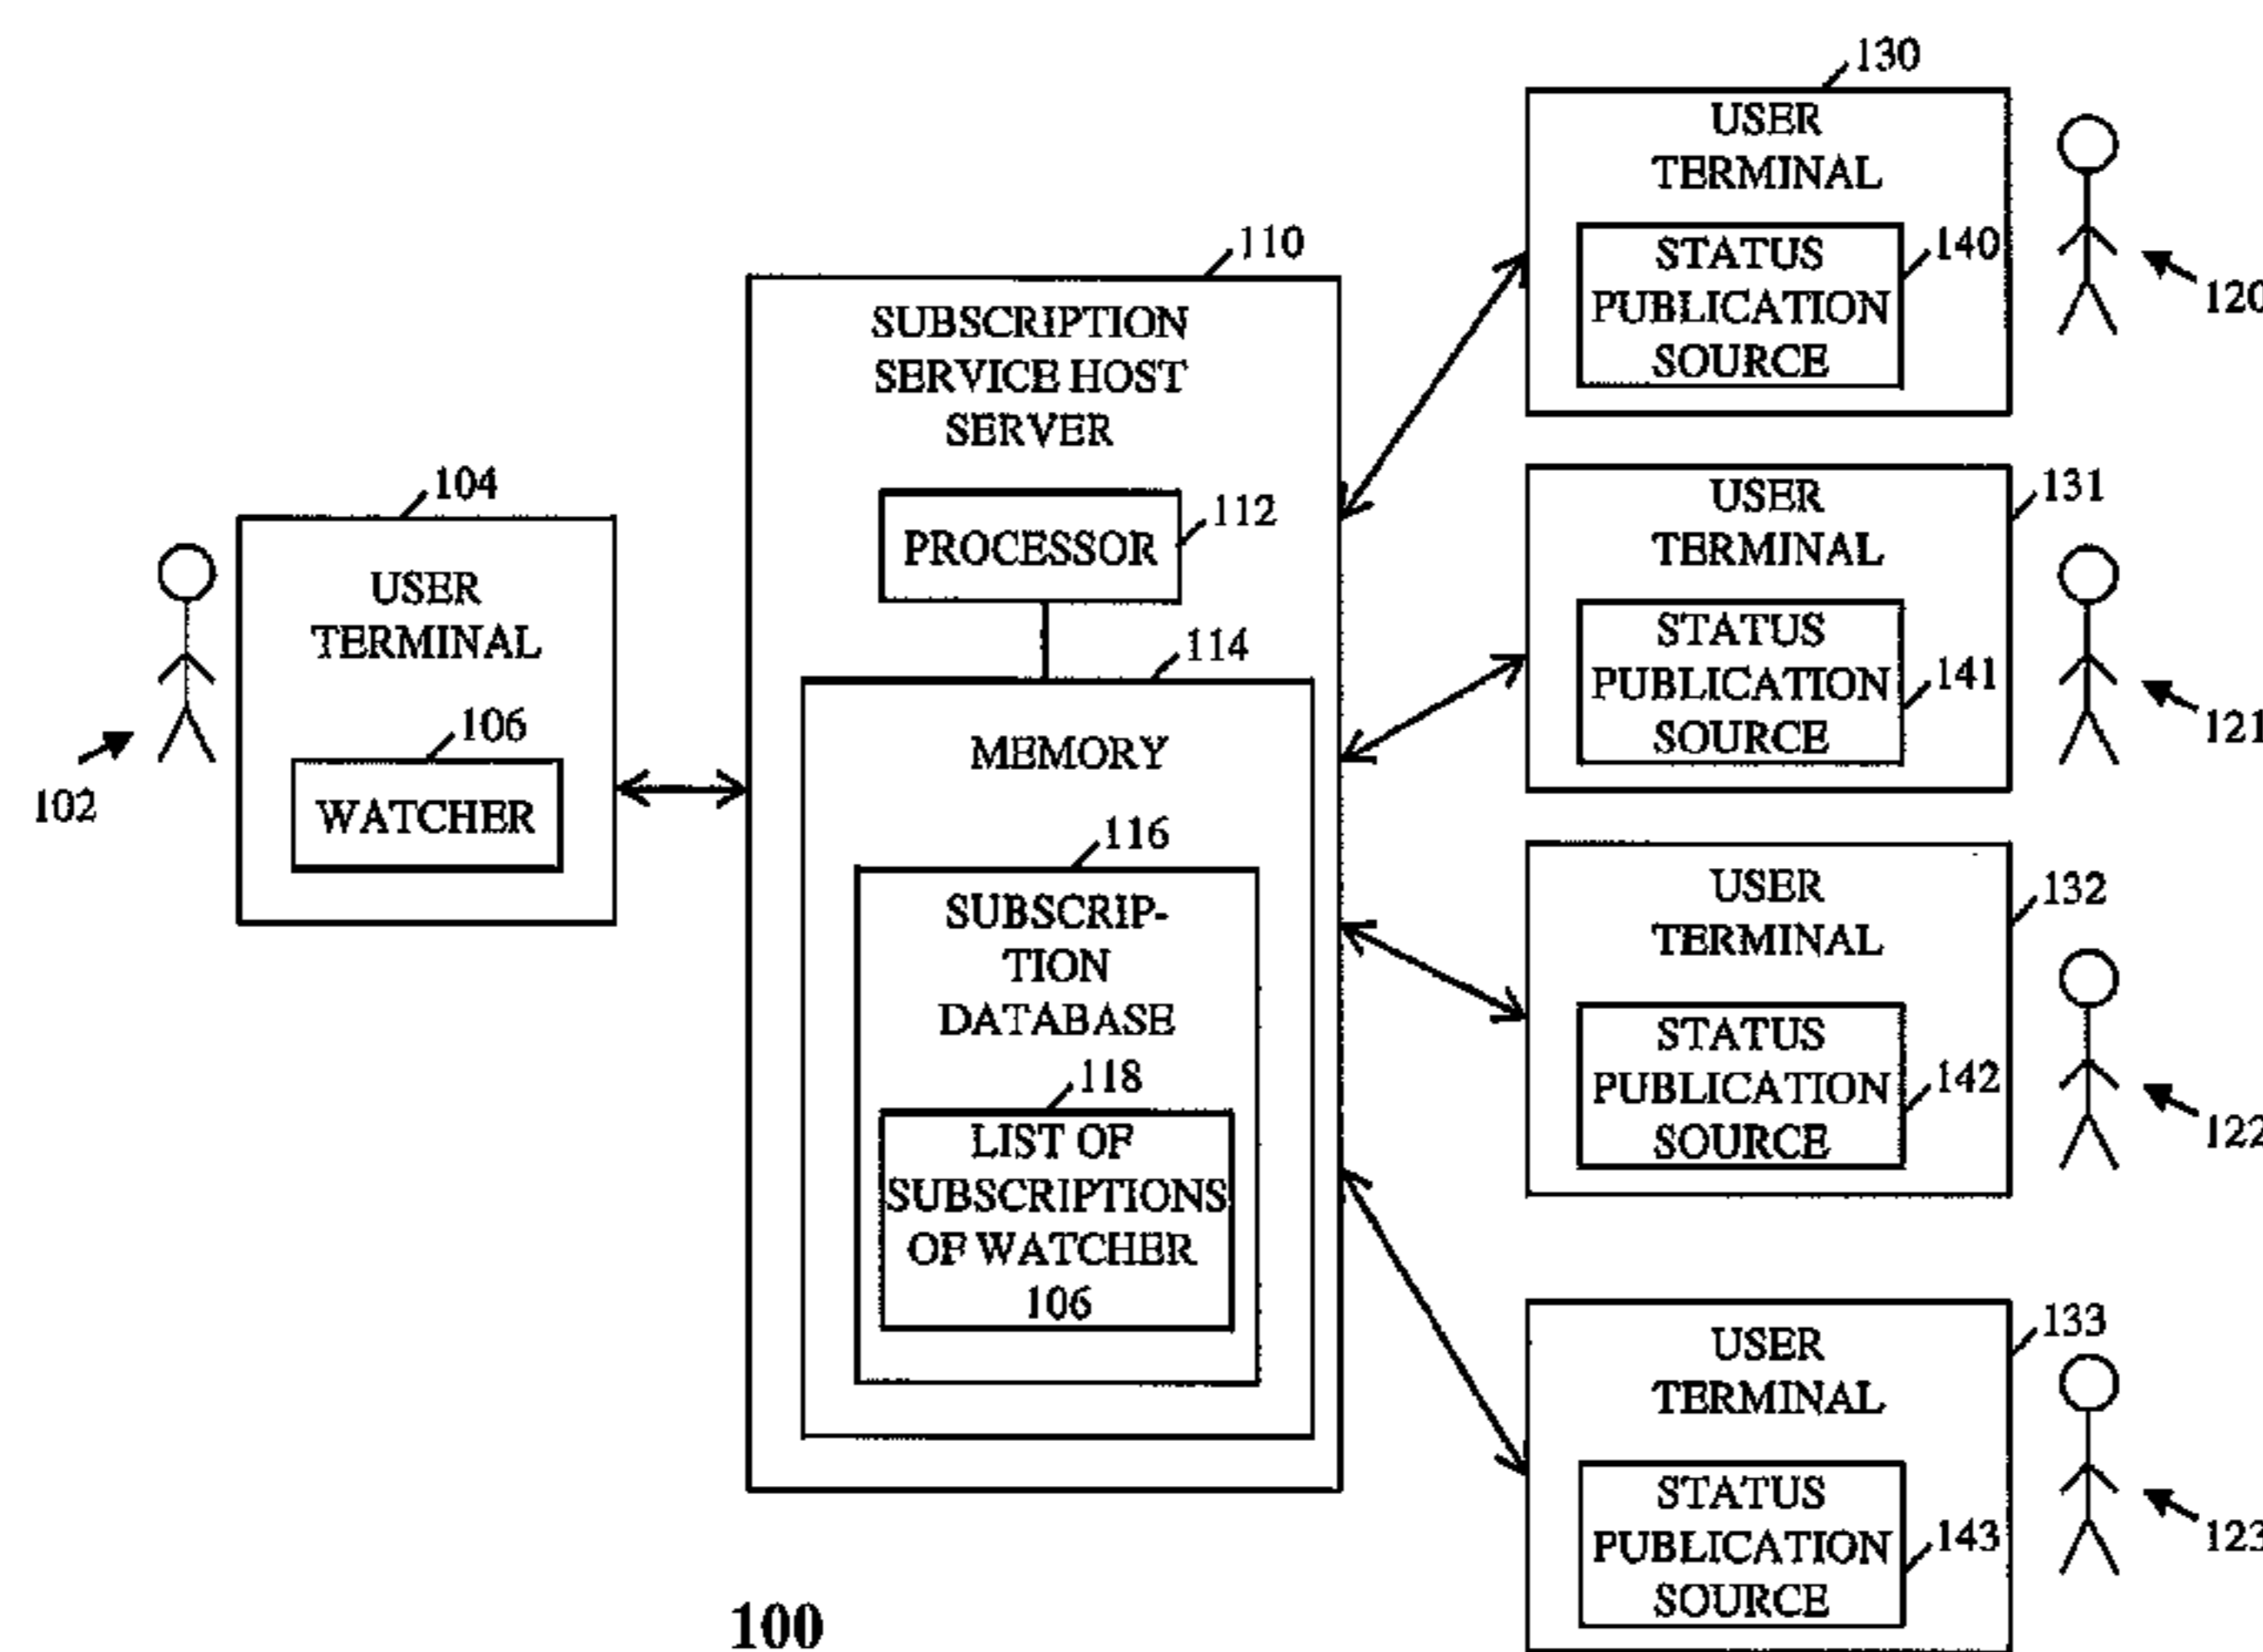 104
USER
TERMINAL
106
WATCHER
102
110
SUBSCRIPTION
SERVICE HOST
SERVER
112
PROCESSOR
114
MEMORY
116
SUBSCRIP-
TION
DATABASE
118
LIST OF
SUBSCRIPTIONS
OF WATCHER
106
130
USER
TERMINAL
STATUS
PUBLICATION
SOURCE
140
120
131
USER
TERMINAL
STATUS
PUBLICATION
SOURCE
141
121
132
USER
TERMINAL
STATUS
PUBLICATION
SOURCE
142
122
133
USER
TERMINAL
STATUS
PUBLICATION
SOURCE
143
123
100